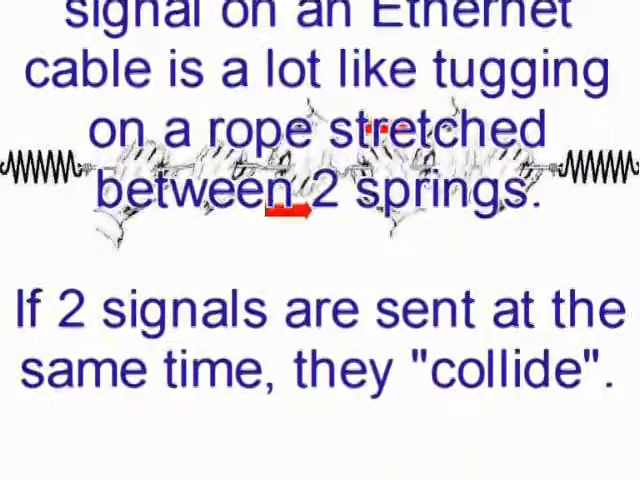 signal on an Ethernet
cable is a lot like tugging
on a rope stretched
between 2 springs.
If 2 signals are sent at the
same time, they "collide".